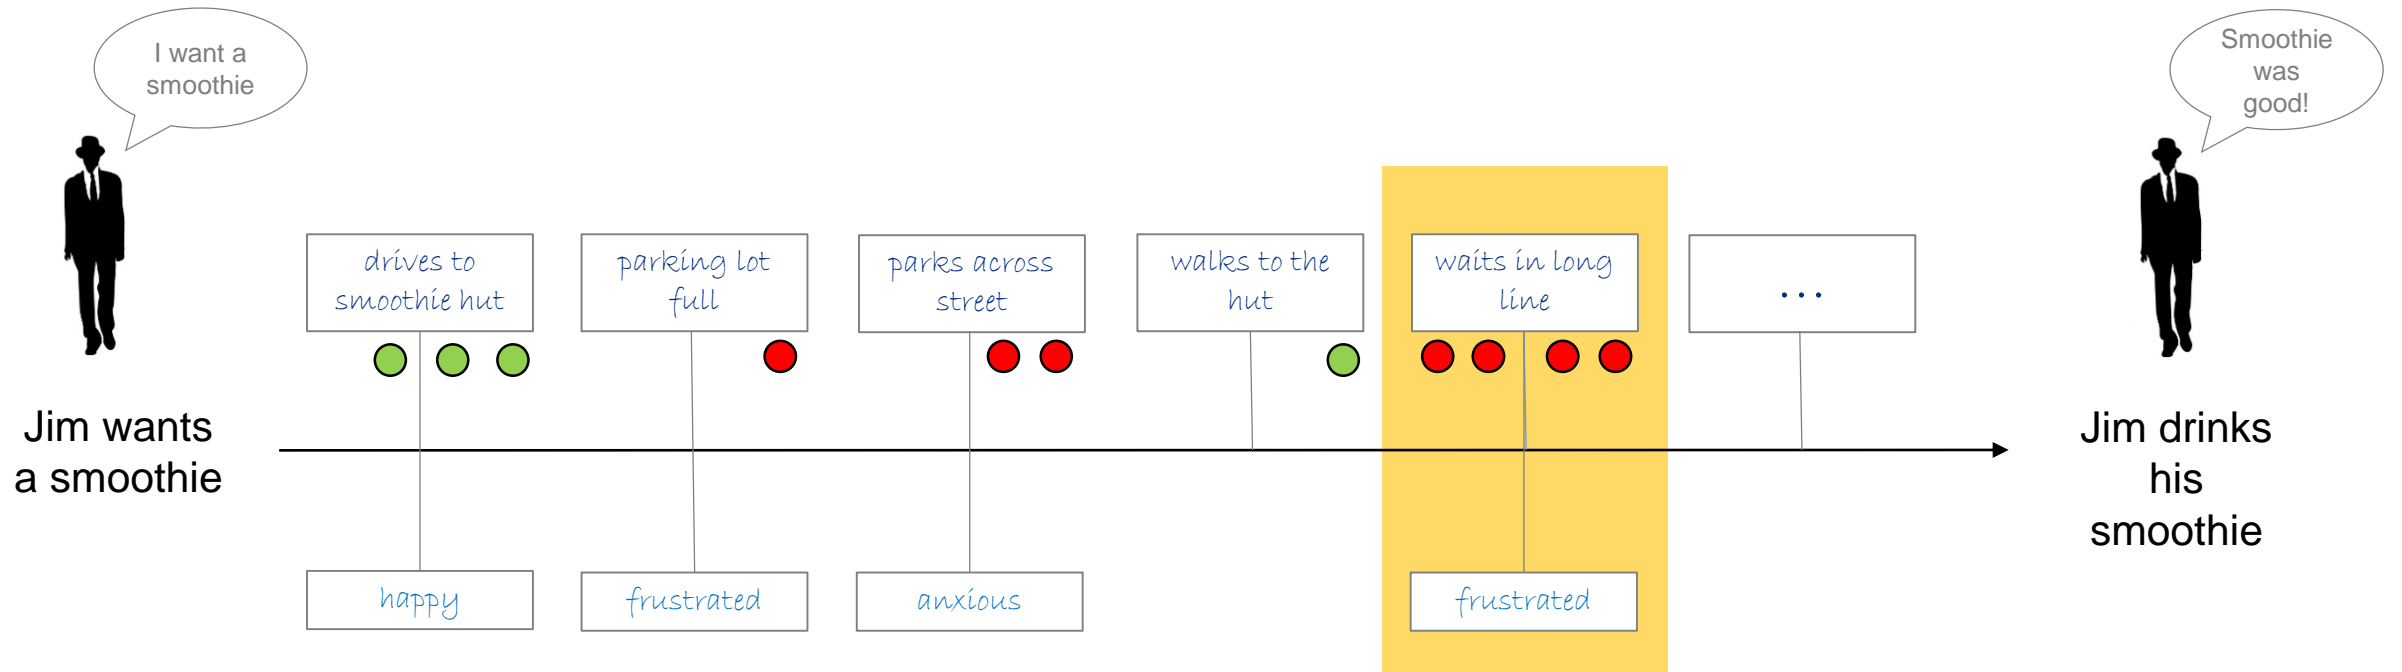 I want a
smoothie
Smoothie
was
good!
drives to
smoothie hut
parking lot
full
parks across
street
walks to the
hut
waits in long
line
...
Jim wants
a smoothie
Jim drinks
his
smoothie
happy
frustrated
anxious
frustrated